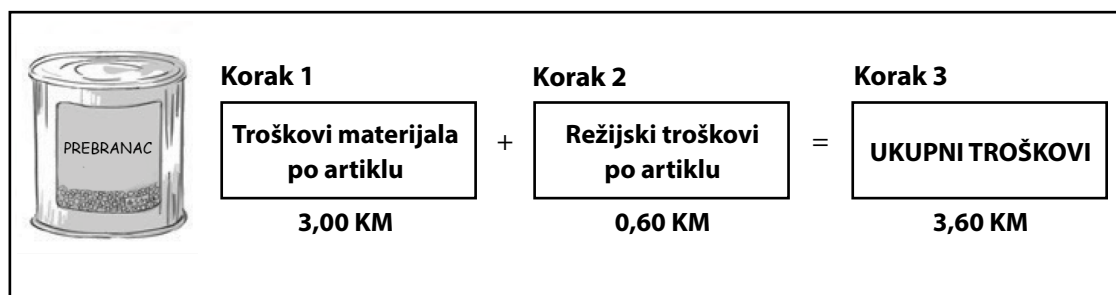 PREBRANAC
Korak 1
Troškovi materijala
po artiklu
3,00 KM
+
Korak 2
Režijski troškovi
po artiklu
0,60 KM
=
Korak 3
UKUPNI TROŠKOVI
3,60 KM